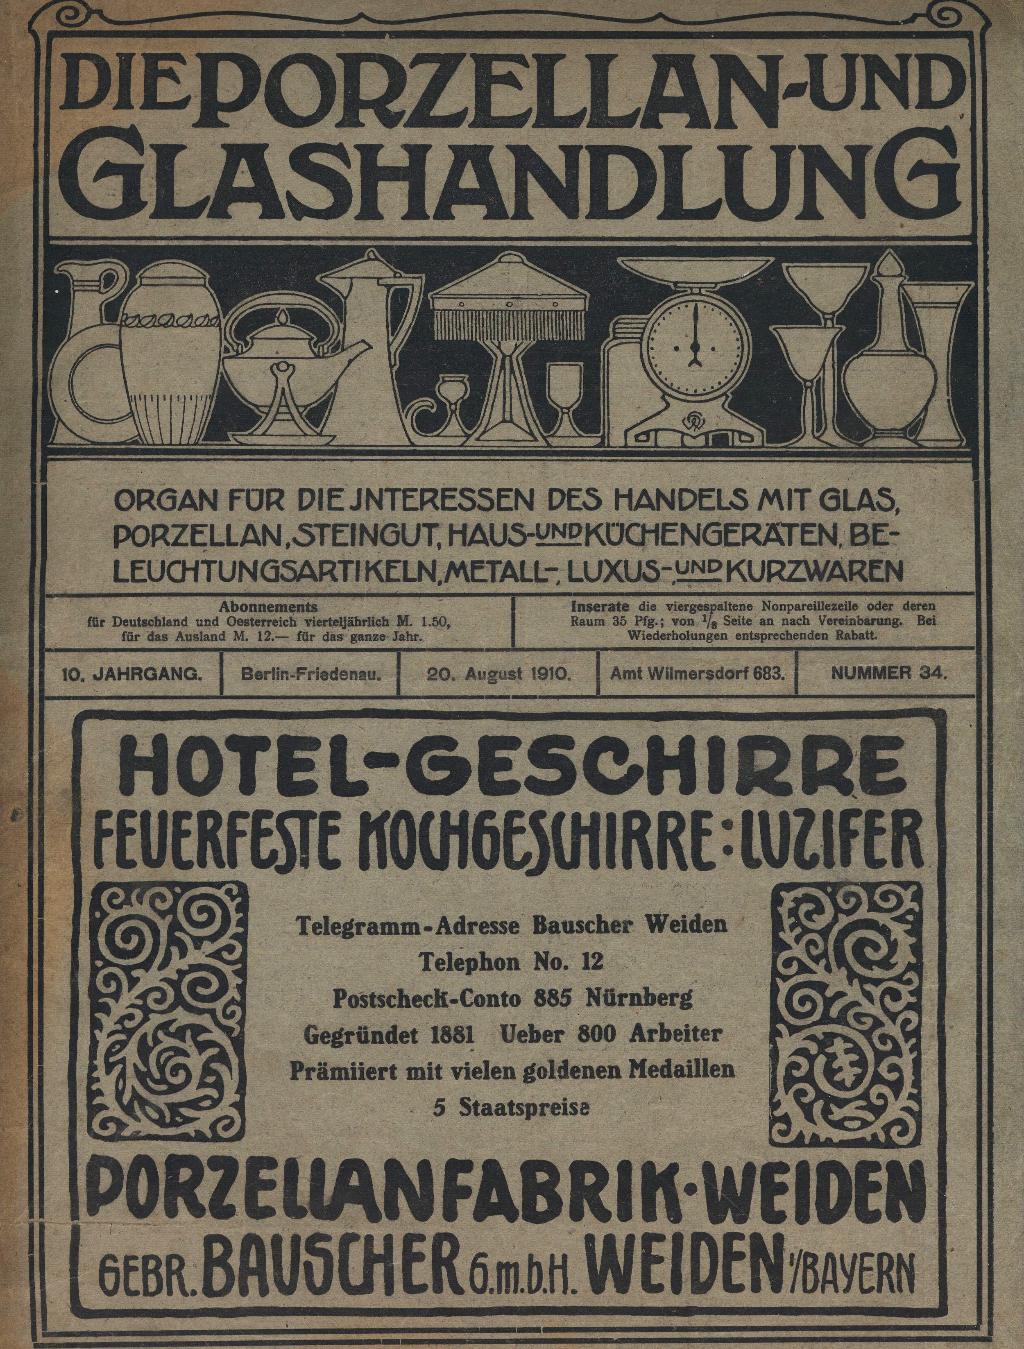 DIE PORZELLAN-UND
GLASHANDLUNG
ORGAN FÜR DIE JNTERESSEN DES HANDELS MIT GLAS,
PORZELLAN, STEINGUT, HAUS-UND KÜCHENGERÄTEN, BE-
LEUCHTUNGSARTIKELN, METALL-, LUXUS-UND KURZWAREN
Abonnements
für Deutschland und Oesterreich vierteljährlich M. 1.50,
für das Ausland M. 12.— für das ganze Jahr.
Inserate die viergespaltene Nonpareillezeile oder deren
Raum 35 Pfg.; von 1/8 Seite an nach Vereinbarung. Bei
Wiederholungen entsprechenden Rabatt.
10. JAHRGANG. Berlin-Friedenau. 20. August 1910. Amt Wilmersdorf 683. NUMMER 34.
HOTEL-GESCHIRRE
FEUERFESTE KOCHGESCHIRRE: LUZIFER
Telegramm-Adresse Bauscher Weiden
Telephon No. 12
Postscheck-Conto 885 Nürnberg
Gegründet 1881 Ueber 800 Arbeiter
Prämiiert mit vielen goldenen Medaillen
5 Staatspreise
PORZELLANFABRIK·WEIDEN
GEBR. BAUSCHER G.m.b.H. WEIDEN i/BAYERN